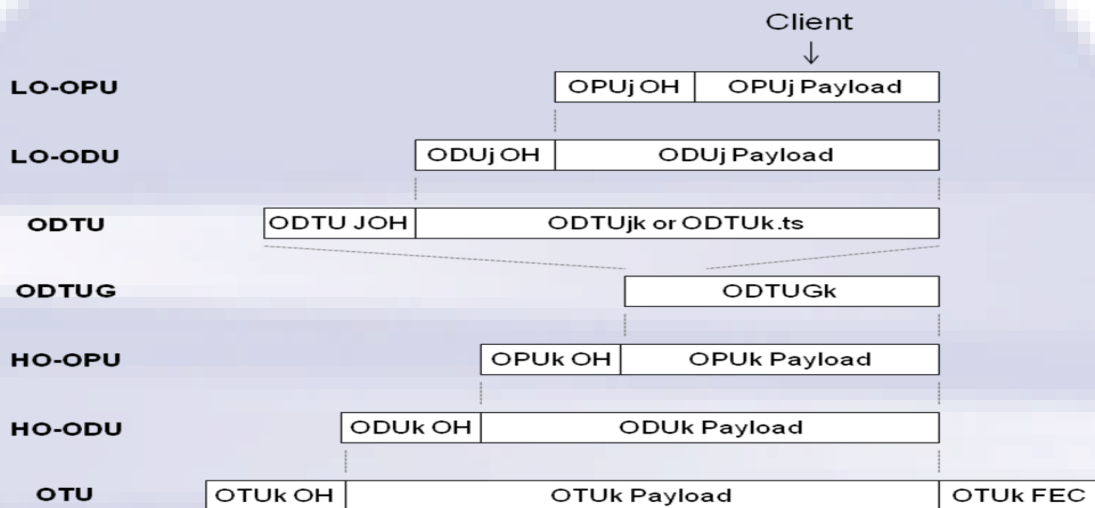 Client
LO-OPU OPUj OH OPUj Payload
LO-ODU ODUj OH ODUj Payload
ODTU ODTU JOH ODTUjk or ODTUk.ts
ODTUG ODTUGk
HO-OPU OPUk OH OPUk Payload
HO-ODU ODUk OH ODUk Payload
OTU OTUk OH OTUk Payload OTUk FEC